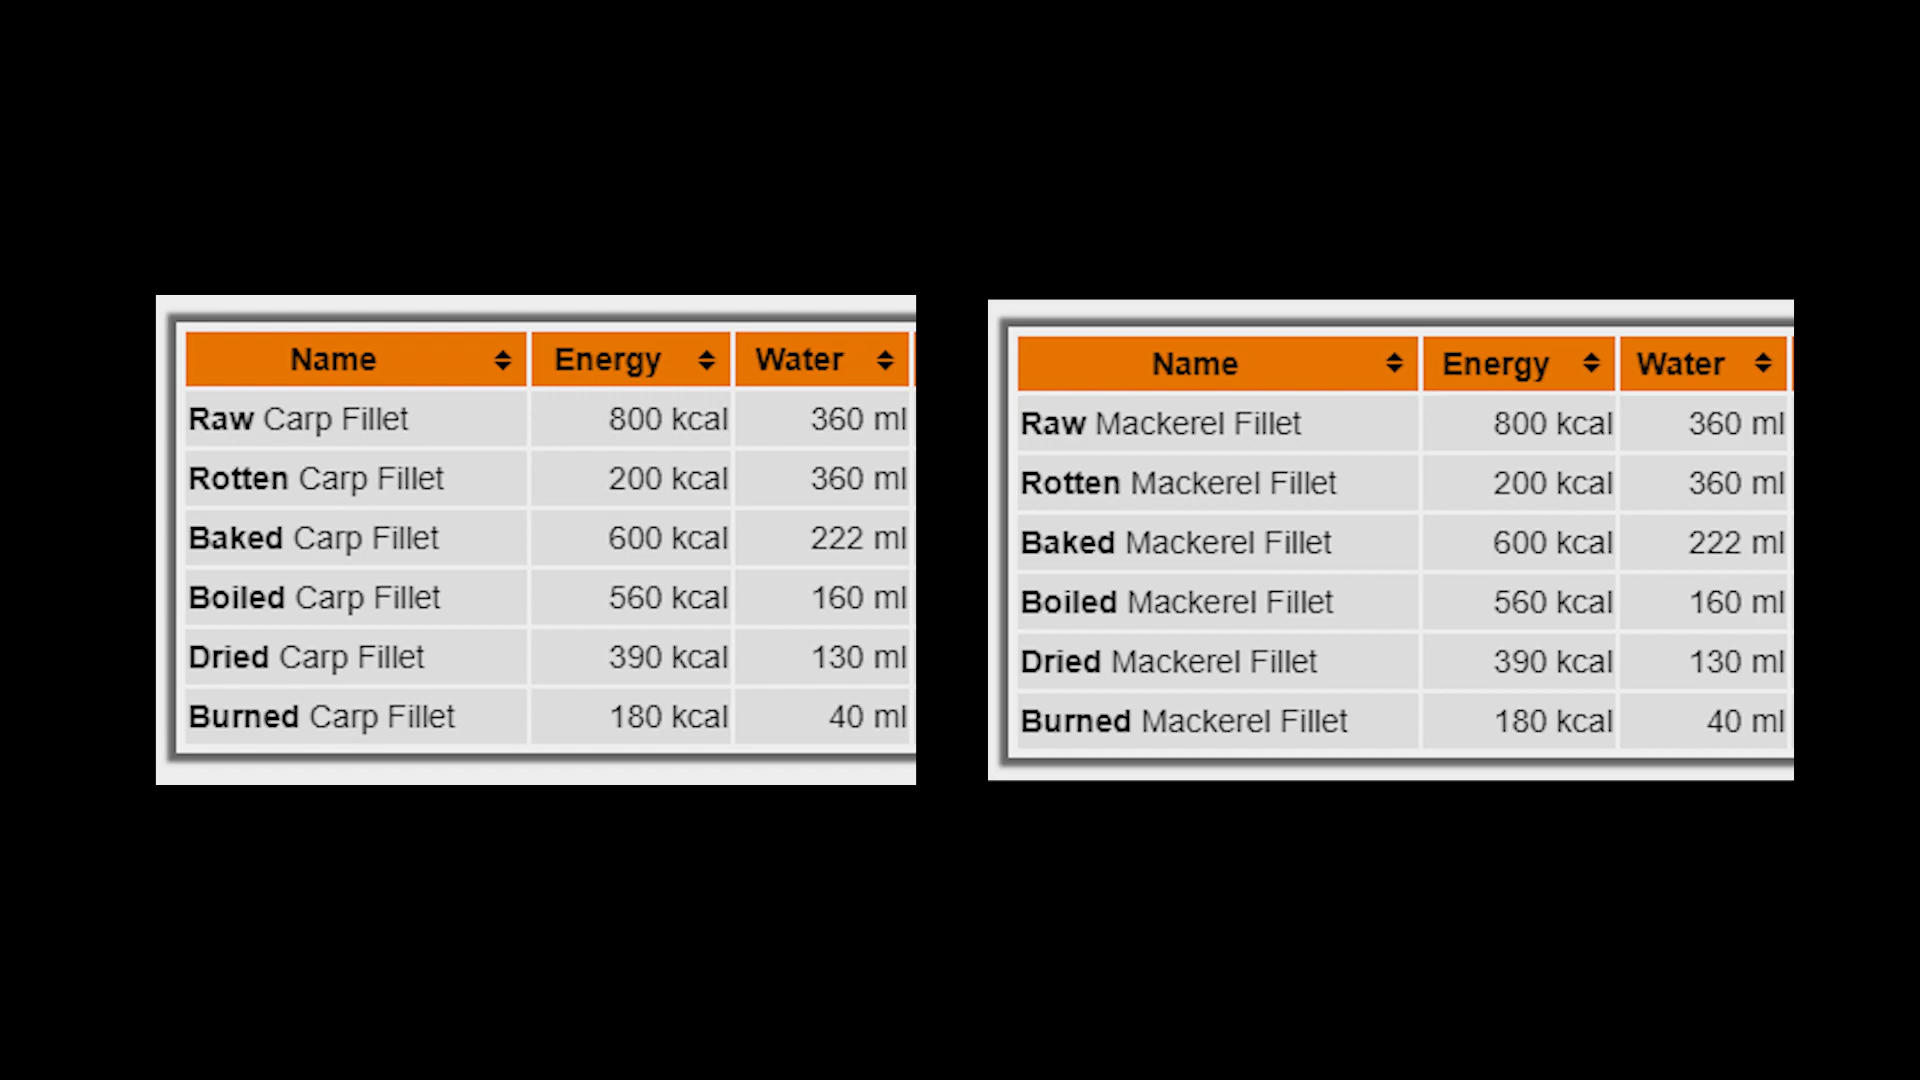 Name Energy Water
Raw Carp Fillet 800 kcal 360 ml
Rotten Carp Fillet 200 kcal 360 ml
Baked Carp Fillet 600 kcal 222 ml
Boiled Carp Fillet 560 kcal 160 ml
Dried Carp Fillet 390 kcal 130 ml
Burned Carp Fillet 180 kcal 40 ml
Name Energy Water
Raw Mackerel Fillet 800 kcal 360 ml
Rotten Mackerel Fillet 200 kcal 360 ml
Baked Mackerel Fillet 600 kcal 222 ml
Boiled Mackerel Fillet 560 kcal 160 ml
Dried Mackerel Fillet 390 kcal 130 ml
Burned Mackerel Fillet 180 kcal 40 ml